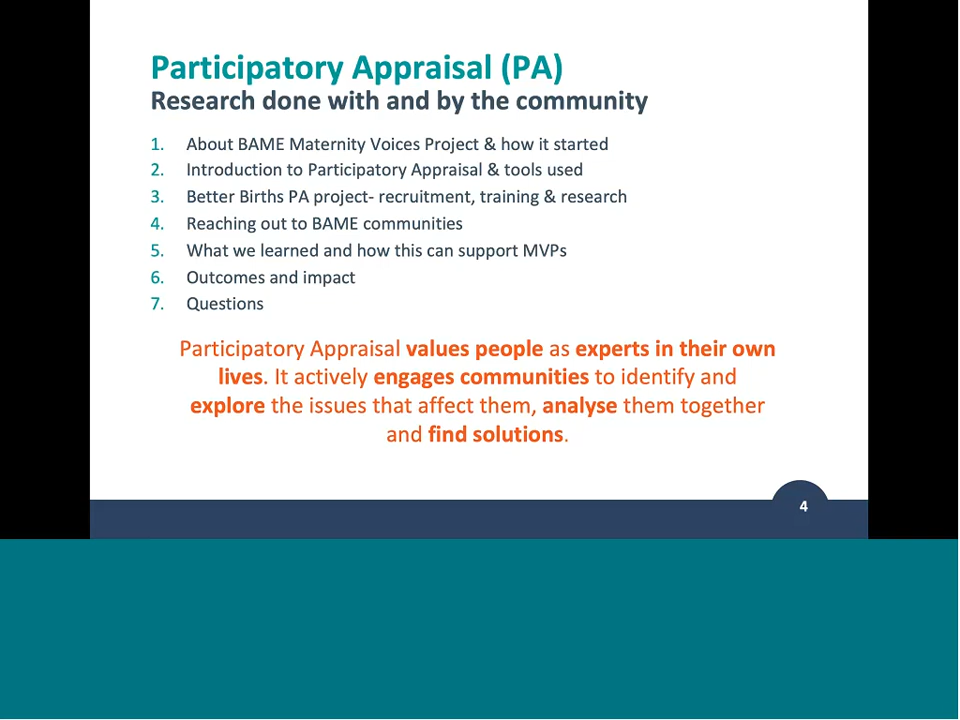 Participatory Appraisal (PA)
Research done with and by the community
1. About BAME Maternity Voices Project & how it started
2. Introduction to Participatory Appraisal & tools used
3. Better Births PA project- recruitment, training & research
4. Reaching out to BAME communities
5. What we learned and how this can support MVPs
6. Outcomes and impact
7. Questions
Participatory Appraisal values people as experts in their own
lives. It actively engages communities to identify and
explore the issues that affect them, analyse them together
and find solutions.
4